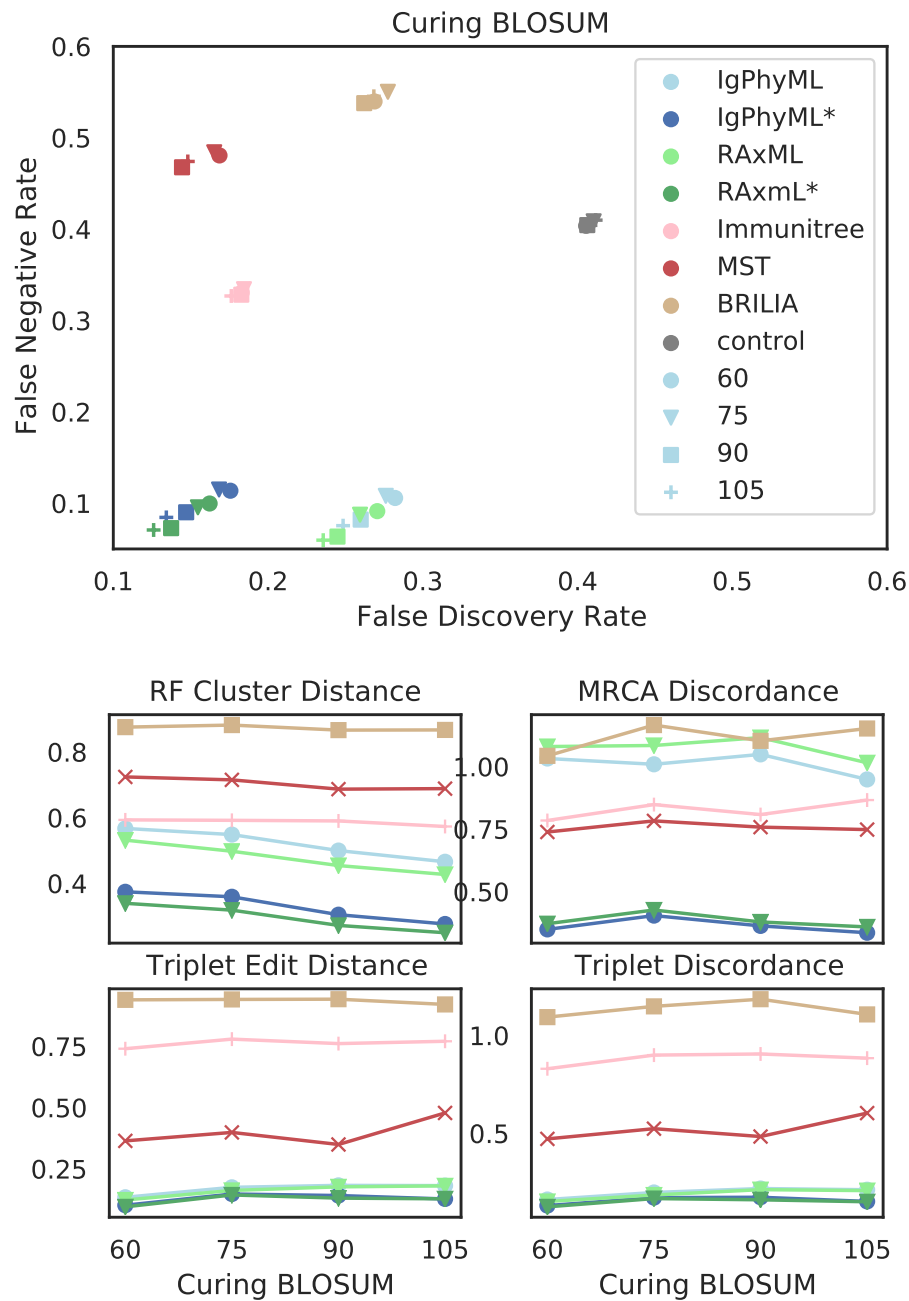 Curing BLOSUM
0.6
0.5
0.4
0.3
0.2
0.1
False Negative Rate
IgPhyML
IgPhyML*
RAxML
RAxmL*
Immunitree
MST
BRILIA
control
60
75
90
105
0.1 0.2 0.3 0.4 0.5 0.6
False Discovery Rate
RF Cluster Distance
0.8
0.6
0.4
MRCA Discordance
1.00
0.75
0.50
Triplet Edit Distance
0.75
0.50
0.25
60 75 90 105
Curing BLOSUM
Triplet Discordance
1.0
0.5
60 75 90 105
Curing BLOSUM